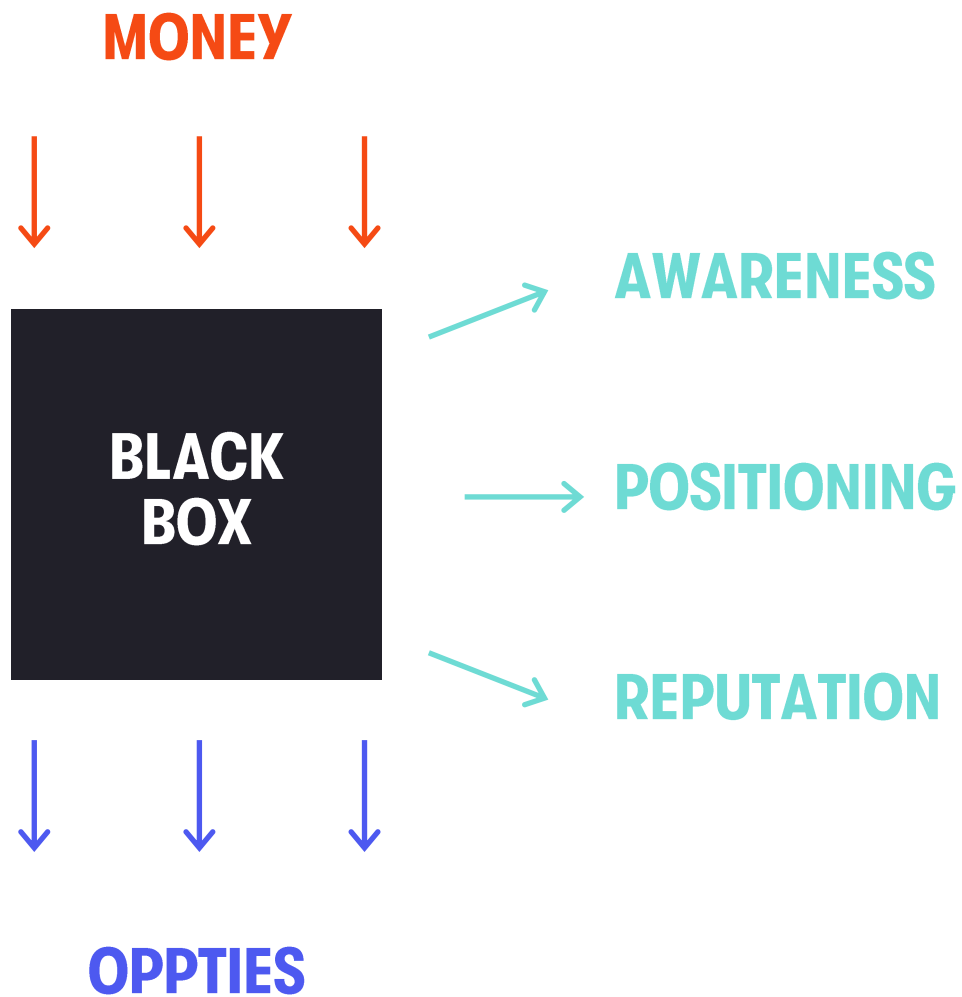 MONEY
AWARENESS
BLACK
BOX
POSITIONING
REPUTATION
OPPTIES